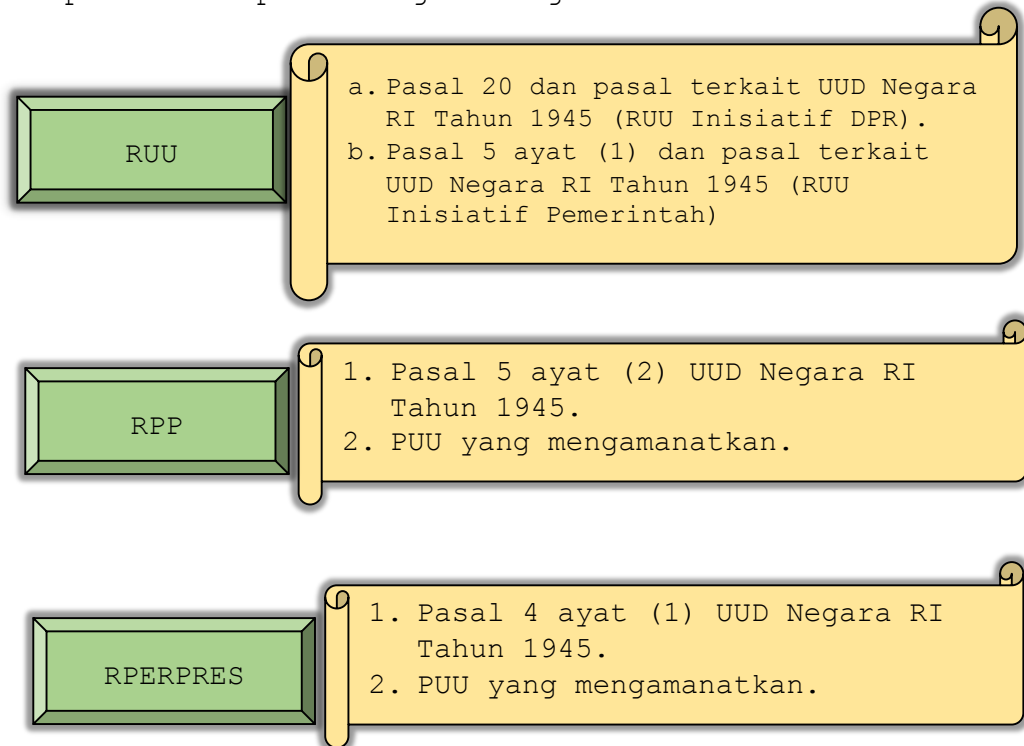 RUU
a. Pasal 20 dan pasal terkait UUD Negara
RI Tahun 1945 (RUU Inisiatif DPR).
b. Pasal 5 ayat (1) dan pasal terkait
UUD Negara RI Tahun 1945 (RUU
Inisiatif Pemerintah)
RPP
1. Pasal 5 ayat (2) UUD Negara RI
Tahun 1945.
2. PUU yang mengamanatkan.
RPERPRES
1. Pasal 4 ayat (1) UUD Negara RI
Tahun 1945.
2. PUU yang mengamanatkan.